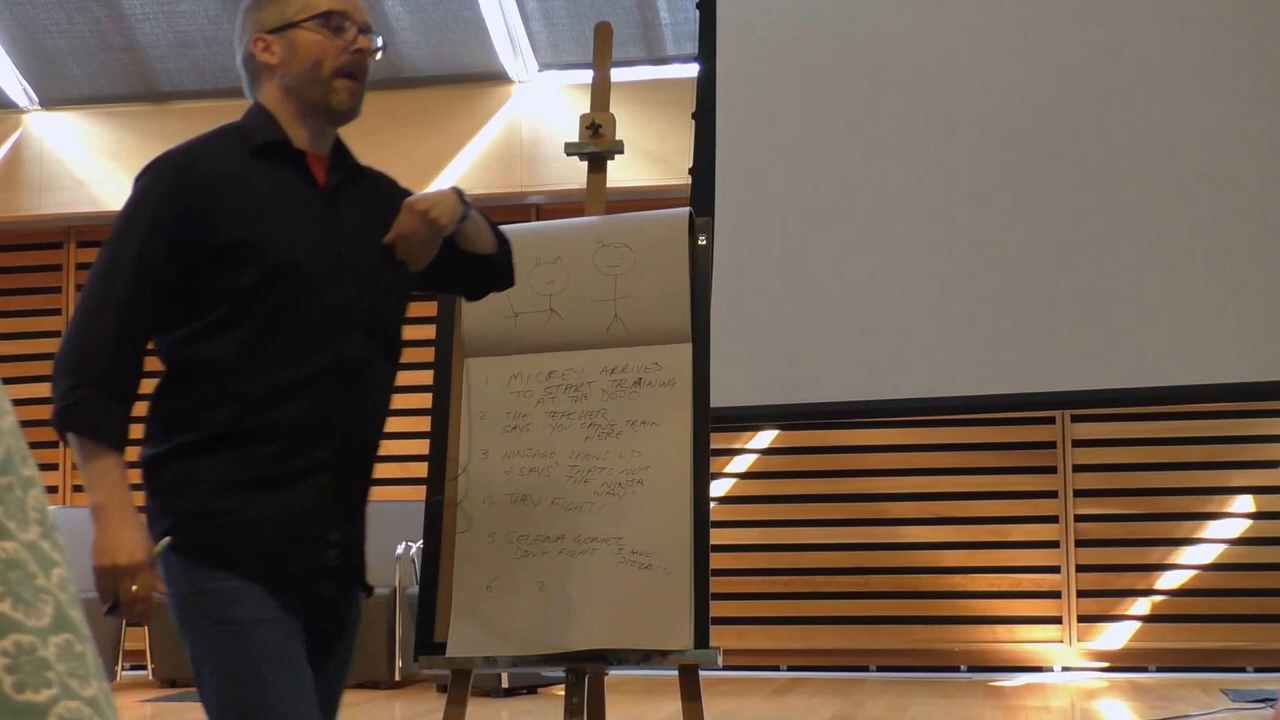 1 MICKEY ARRIVES
TO START TRAINING
AT THE DOJO
2 THE TEACHER
SAYS "YOU CAN'T TRAIN
HERE"
3 NINJAGO SHOWS UP
+ SAYS "THAT'S NOT
THE NINJA
WAY"
4. THEY FIGHT!
5. SELENA GOMEZ
DON'T FIGHT I HAVE
PIZZA!
6 ?